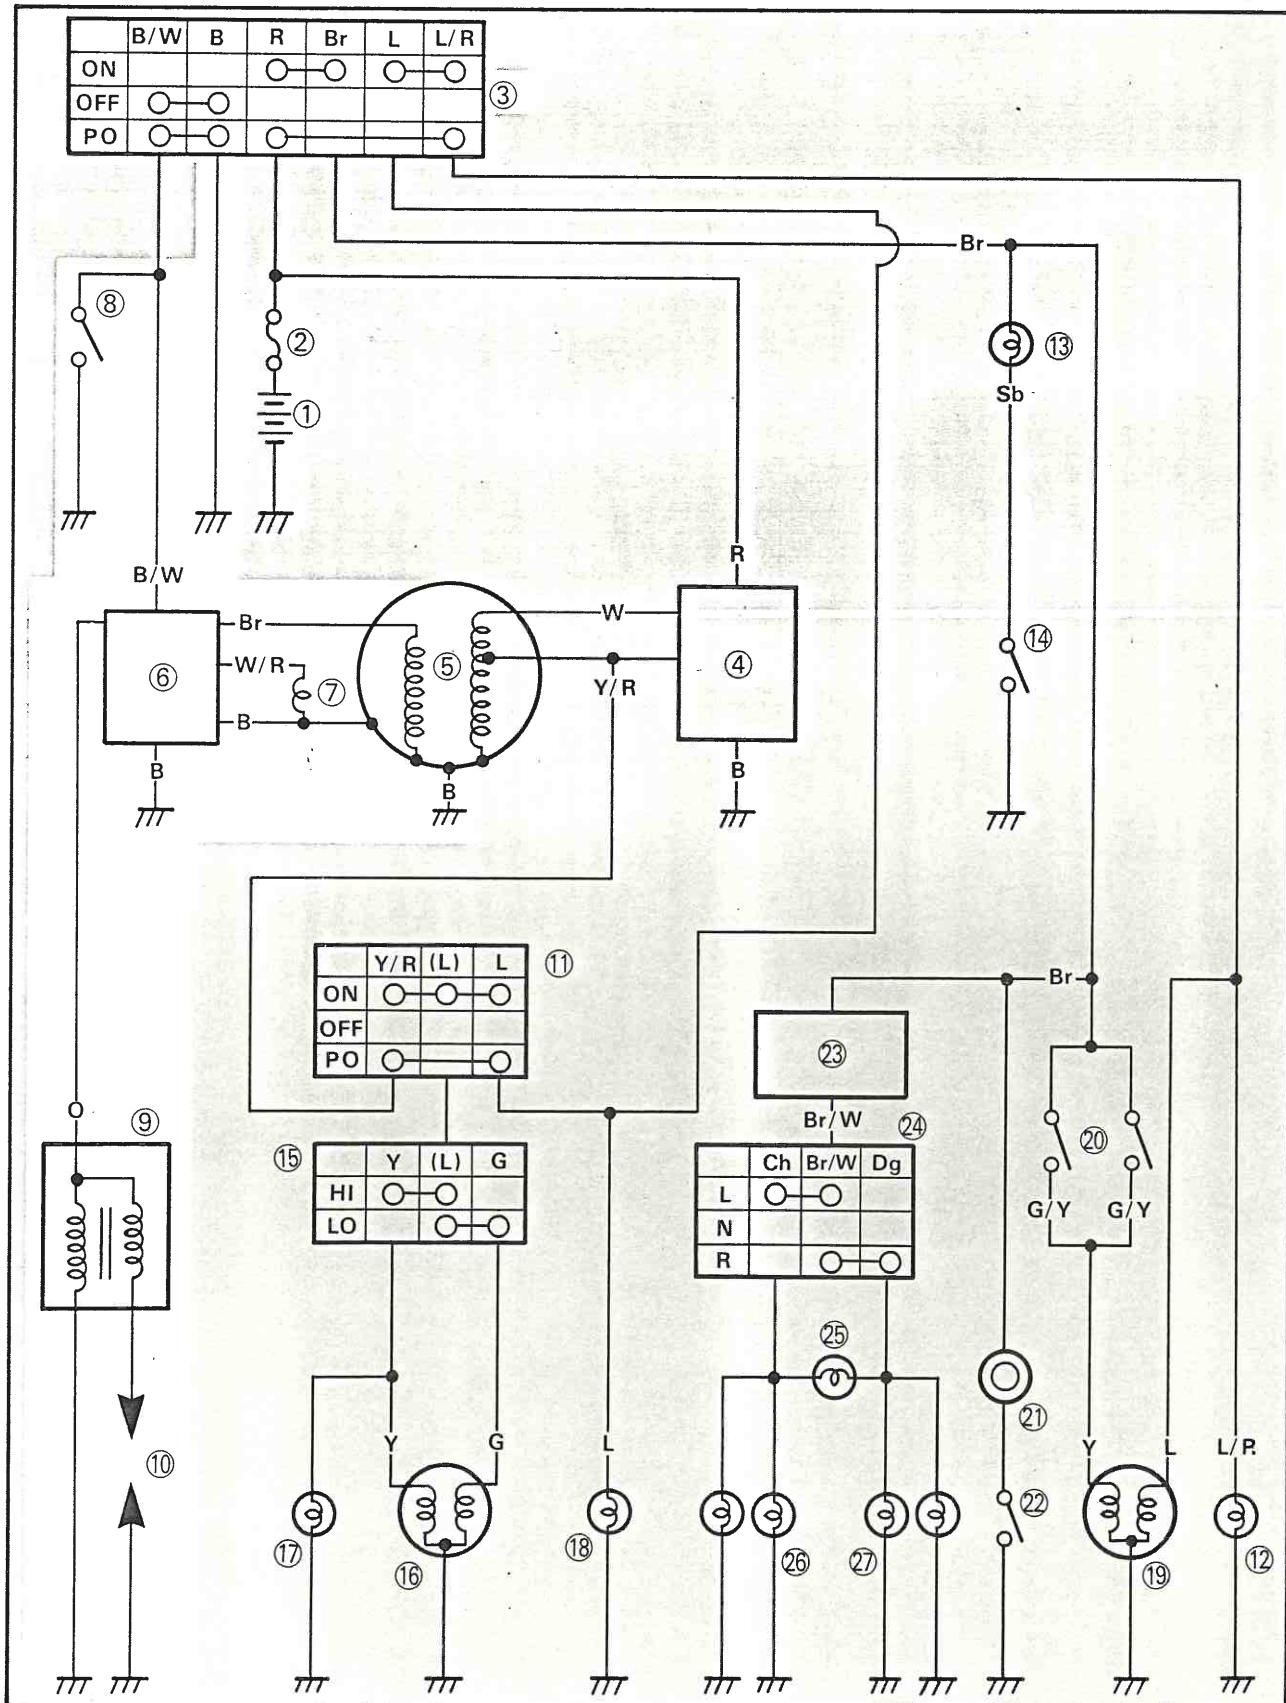 B/W B R Br L L/R
ON
OFF
PO
③
Br
⑧
②
⑬
①
Sb
R
B/W
Br
W
⑭
⑥
W/R
⑦
⑤
④
Y/R
B
B
B
B
Y/R (L) L
⑪
ON
OFF
PO
Br
㉓
O
⑨
Br/W
㉔
⑮
Y (L) G
HI
LO
Ch Br/W Dg
L
N
R
⑳
G/Y G/Y
㉕
㉑
Y
G
L
Y
L
L/R
⑩
㉒
⑰
⑯
⑱
㉖
㉗
⑲
⑫